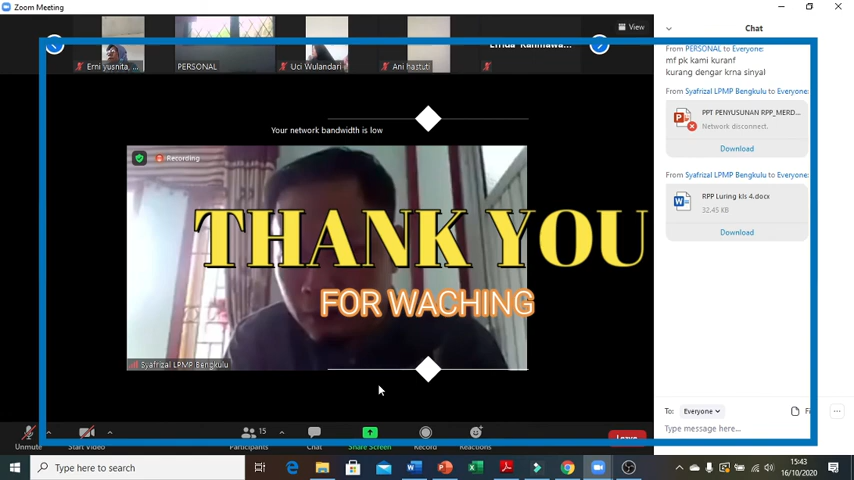 Zoom Meeting
View
Erni yusnita, ...
PERSONAL
Uci Wulandari
Ani hastuti
Your network bandwidth is low
Recording
THANK YOU
FOR WACHING
Syafrizal LPMP Bengkulu
Unmute
Start Video
15
Participants
Chat
Share Screen
Record
Reactions
Leave
Chat
From PERSONAL to Everyone:
mf pk kami kuranf
kurang dengar krna sinyal
From Syafrizal LPMP Bengkulu to Everyone:
PPT PENYUSUNAN RPP_MERD...
Network disconnect.
Download
From Syafrizal LPMP Bengkulu to Everyone:
RPP Luring kls 4.docx
32.45 KB
Download
To: Everyone
Type message here...
Type here to search
15:43
16/10/2020